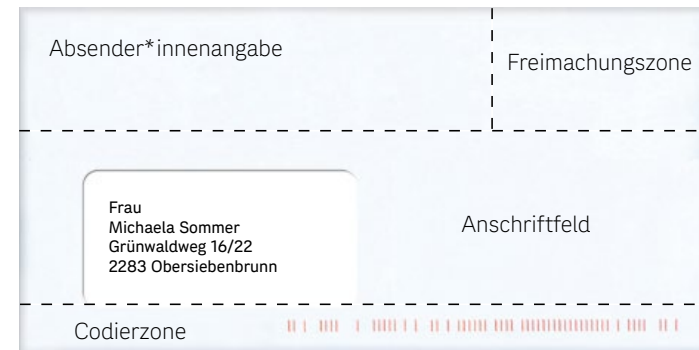 Absender*innenangabe
Freimachungszone
Frau
Michaela Sommer
Grünwaldweg 16/22
2283 Obersiebenbrunn
Anschriftfeld
Codierzone